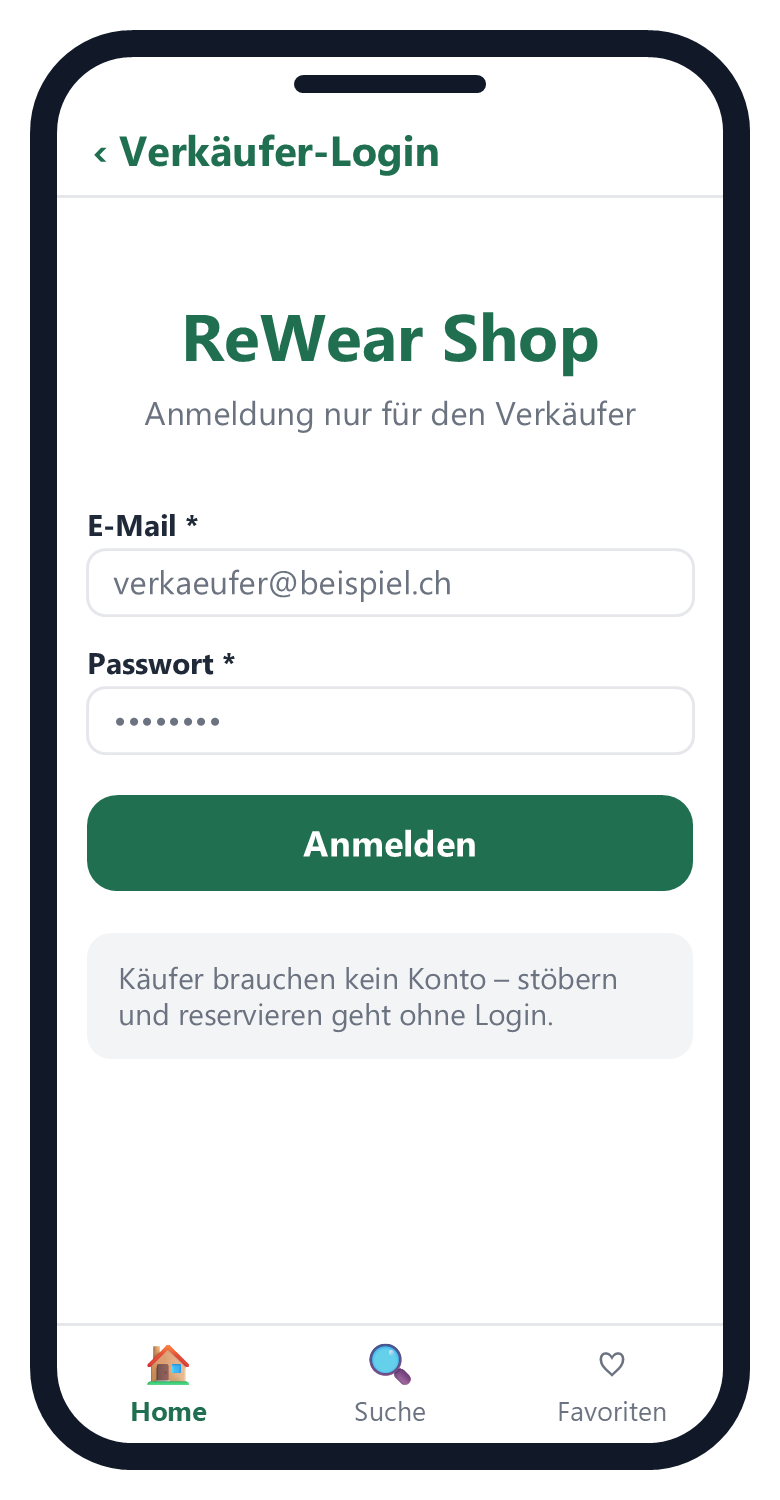 ‹ Verkäufer-Login
ReWear Shop
Anmeldung nur für den Verkäufer
E-Mail *
verkaeufer@beispiel.ch
Passwort *
••••••••
Anmelden
Käufer brauchen kein Konto – stöbern
und reservieren geht ohne Login.
Home
Suche
Favoriten